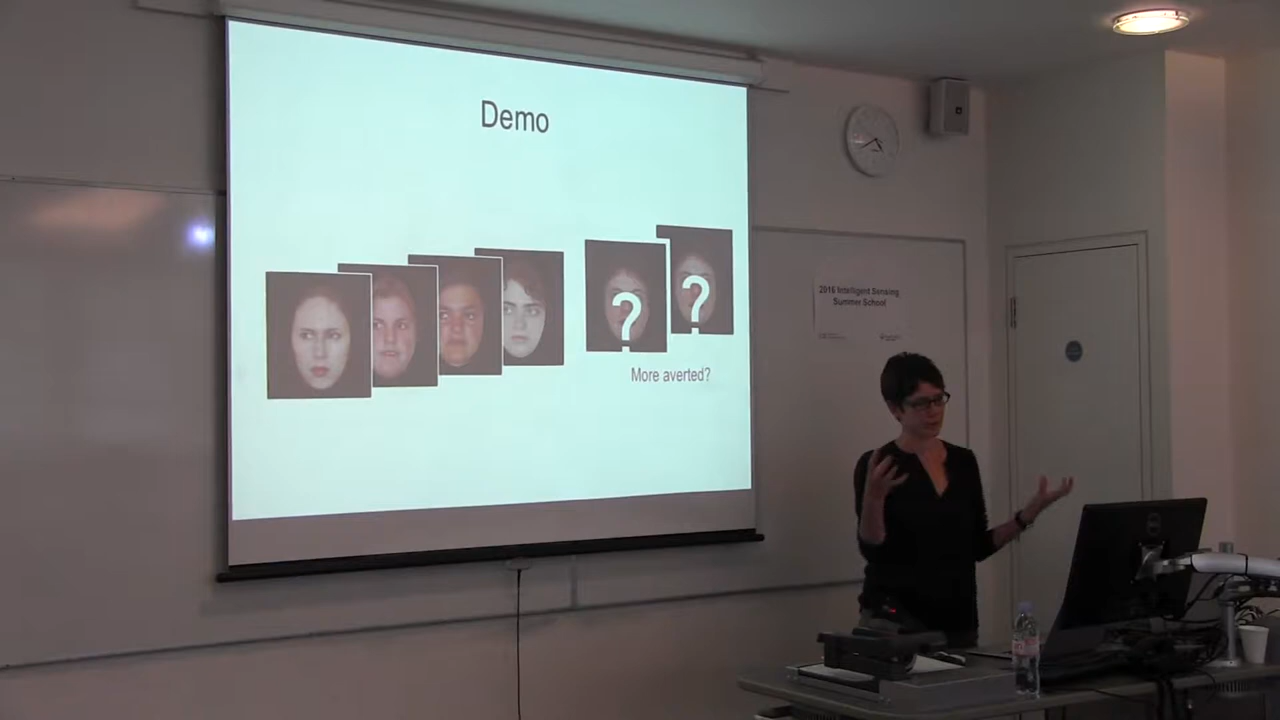 Demo
?
?
More averted?
2016 Intelligent Sensing
Summer School